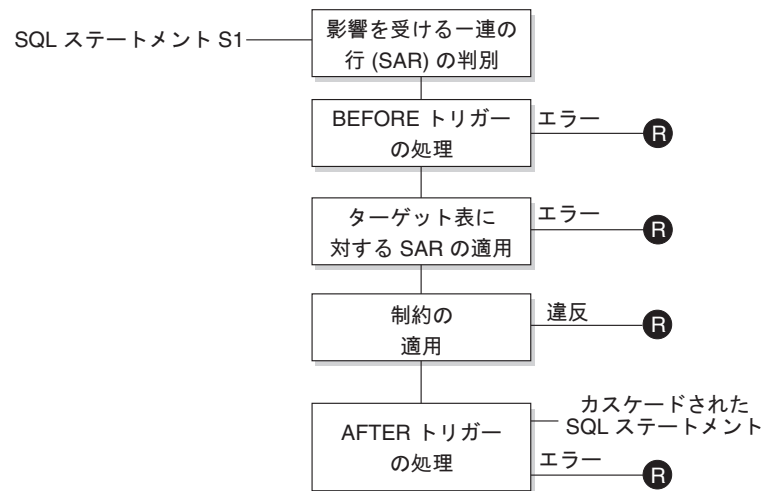 SQL ステートメント S1
影響を受ける一連の
行 (SAR) の判別
BEFORE トリガー
の処理
エラー
R
ターゲット表に
対する SAR の適用
エラー
R
制約の
適用
違反
R
AFTER トリガー
の処理
カスケードされた
SQL ステートメント
エラー
R